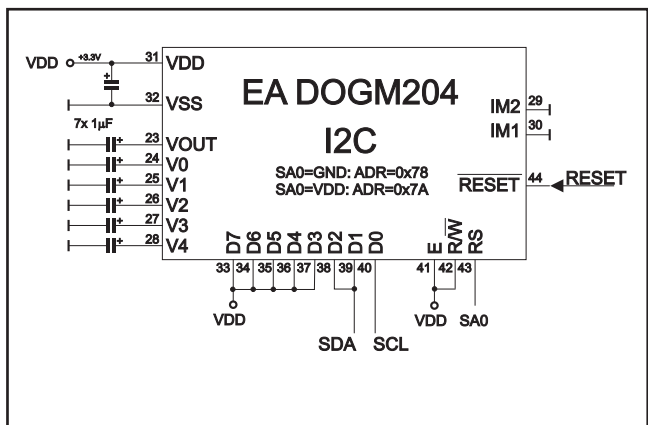 VDD +3.3V 31 VDD
32 VSS
7x 1µF
23 VOUT
24 V0
25 V1
26 V2
27 V3
28 V4
EA DOGM204
I2C
SA0=GND: ADR=0x78
SA0=VDD: ADR=0x7A
IM2 29
IM1 30
RESET 44 RESET
D7 D6 D5 D4 D3 D2 D1 D0 E R/W RS
33 34 35 36 37 38 39 40 41 42 43
VDD VDD SA0
SDA SCL